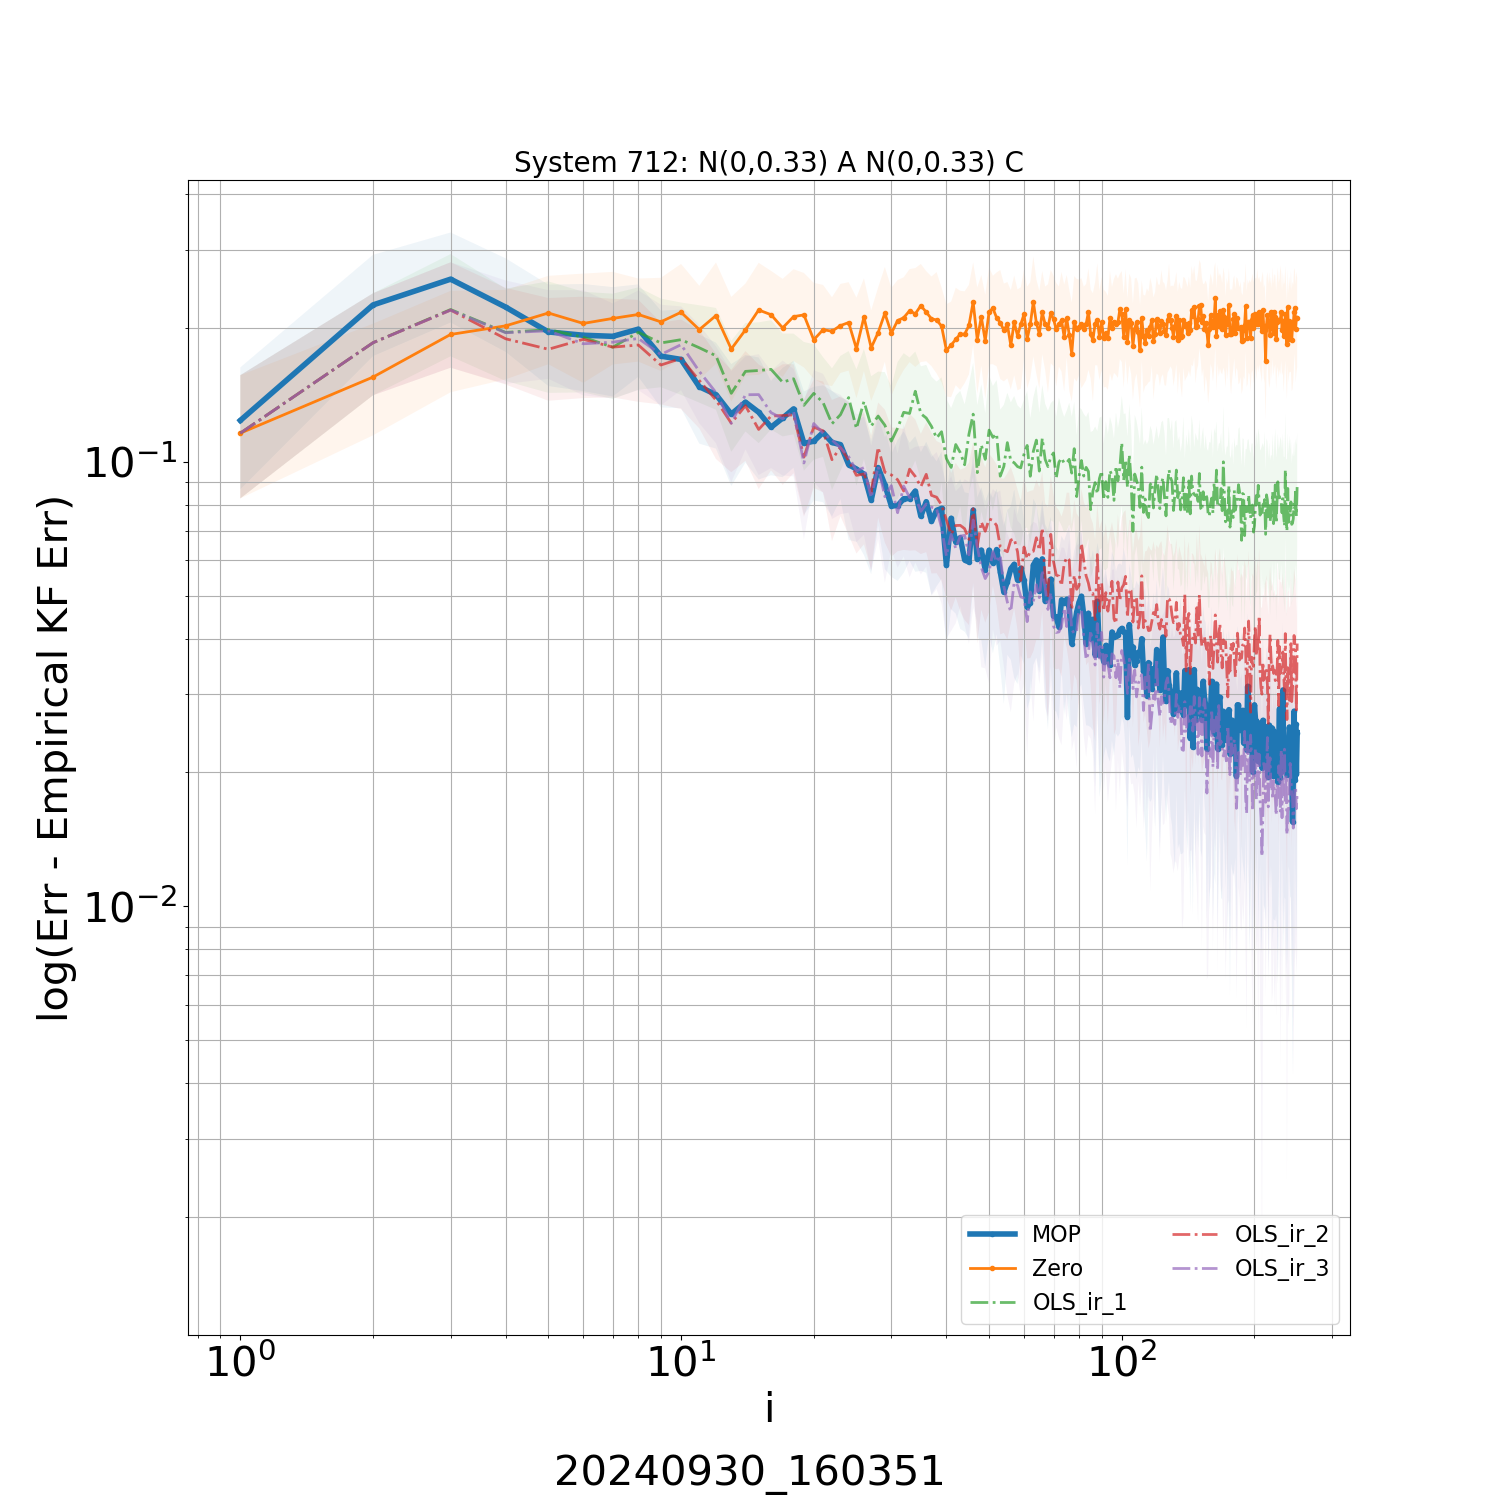 System 712: N(0,0.33) A N(0,0.33) C
log(Err - Empirical KF Err)
10⁻¹
10⁻²
MOP
Zero
OLS_ir_1
OLS_ir_2
OLS_ir_3
10⁰ 10¹ 10²
i
20240930_160351